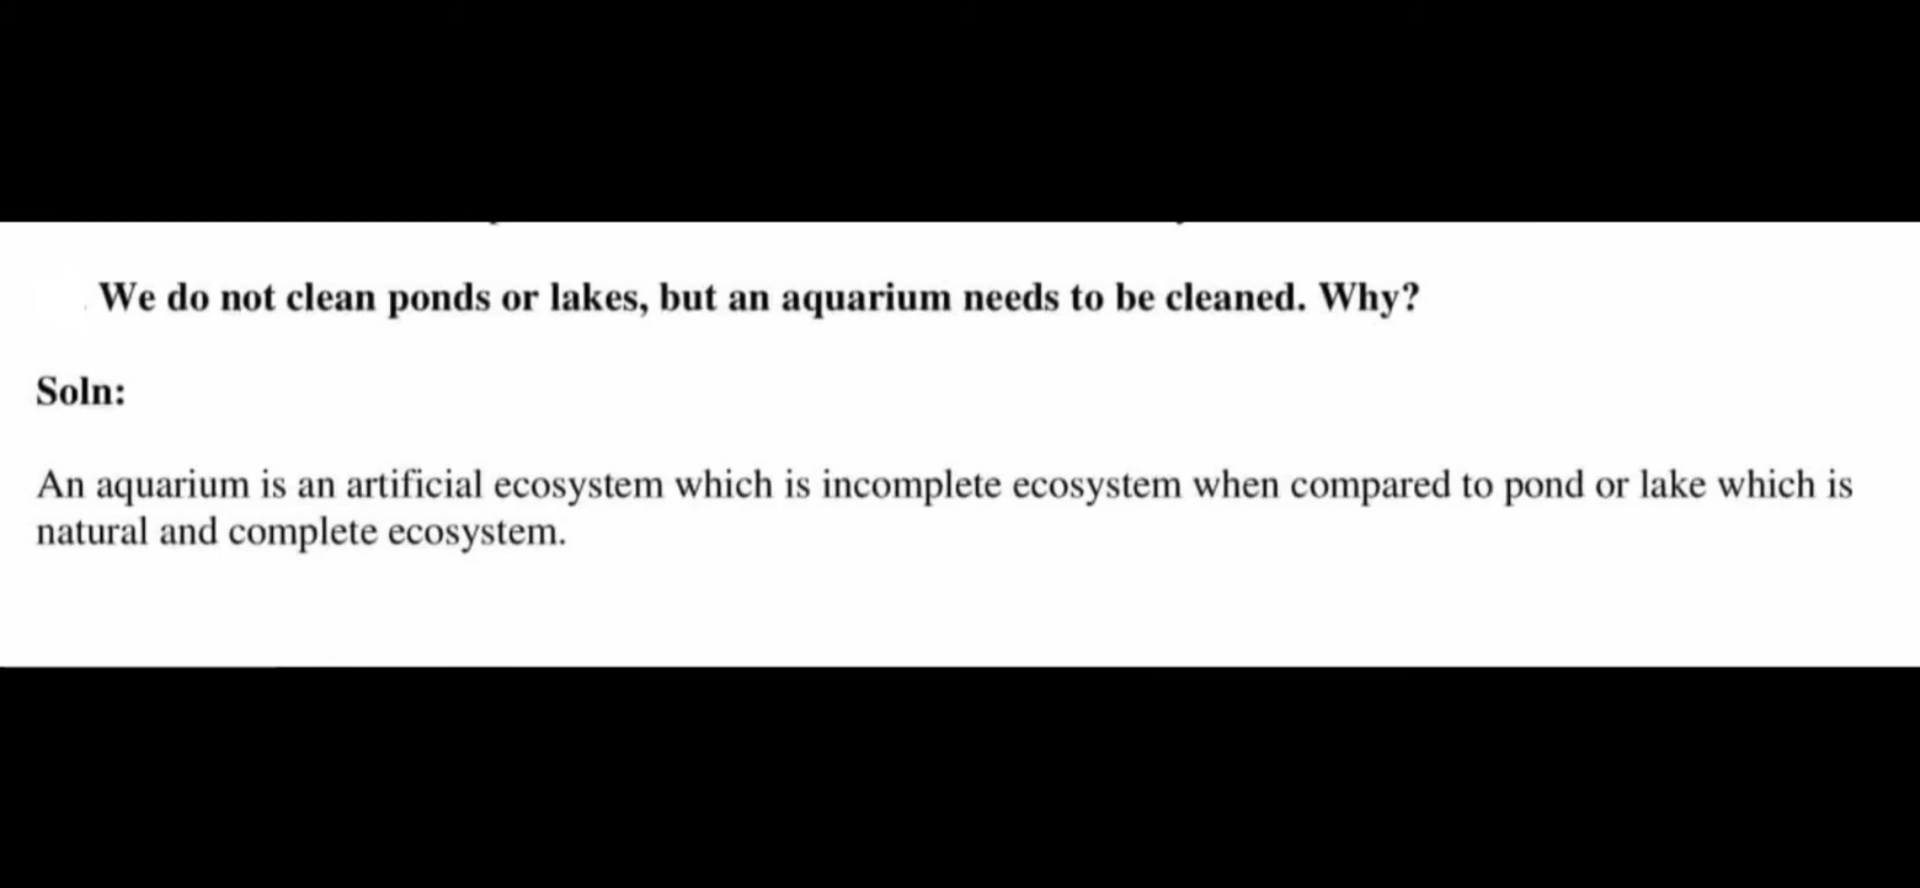 We do not clean ponds or lakes, but an aquarium needs to be cleaned. Why?
Soln:
An aquarium is an artificial ecosystem which is incomplete ecosystem when compared to pond or lake which is
natural and complete ecosystem.